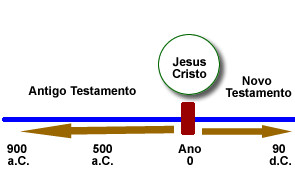 Jesus
Cristo
Antigo Testamento
Novo
Testamento
900
a.C.
500
a.C.
Ano
0
90
d.C.